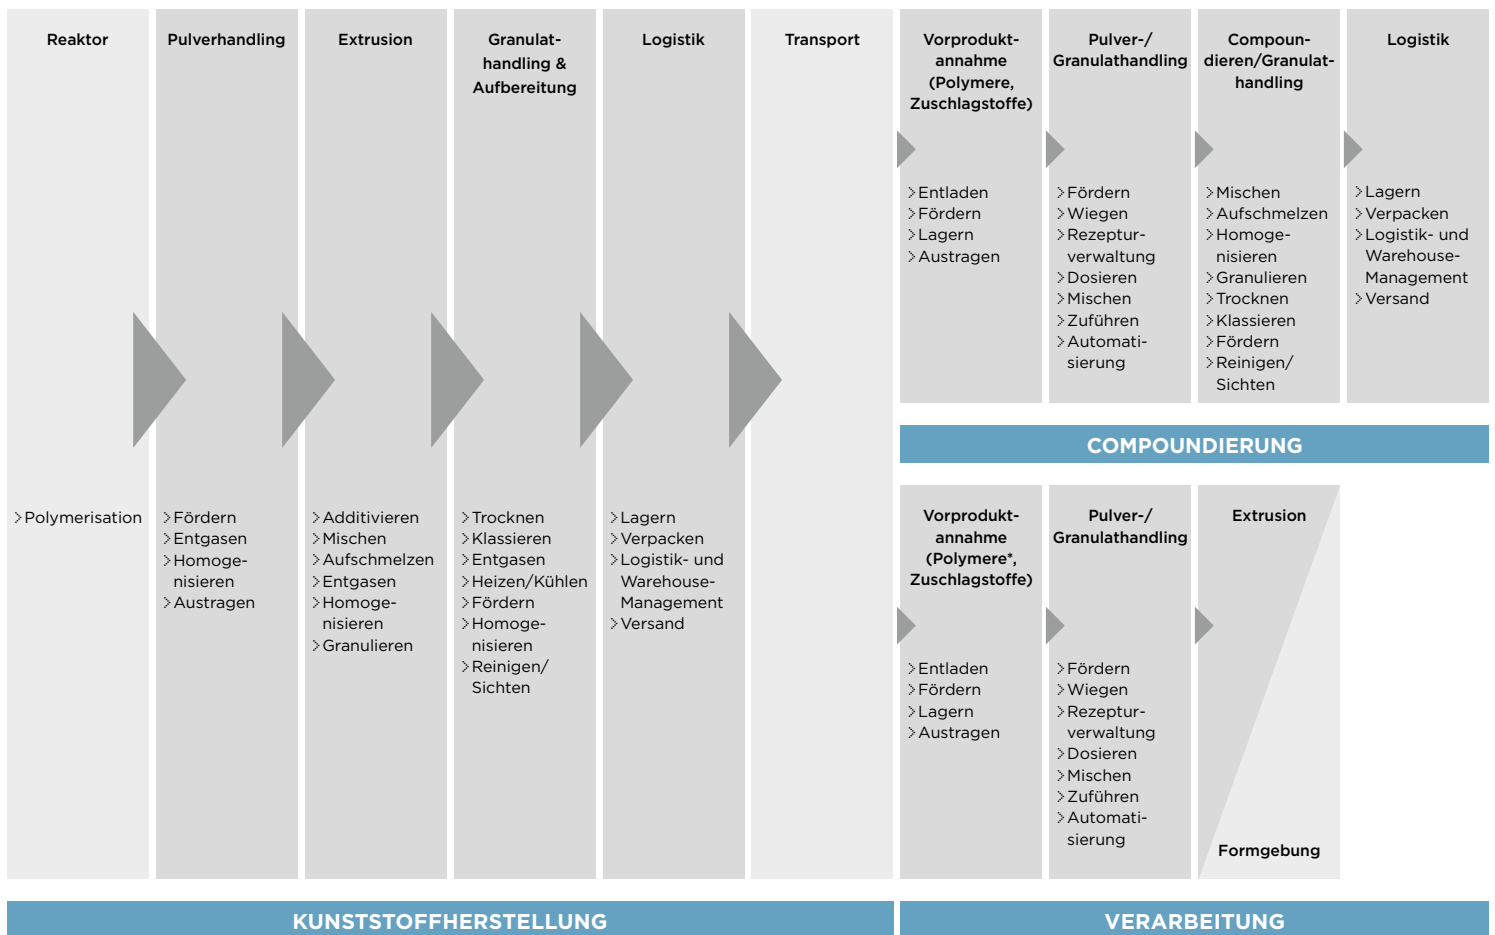 Reaktor
>Polymerisation
Pulverhandling
>Fördern
>Entgasen
>Homoge-
nisieren
>Austragen
Extrusion
>Additivieren
>Mischen
>Aufschmelzen
>Entgasen
>Homoge-
nisieren
>Granulieren
Granulat-
handling &
Aufbereitung
>Trocknen
>Klassieren
>Entgasen
>Heizen/Kühlen
>Fördern
>Homoge-
nisieren
>Reinigen/
Sichten
Logistik
>Lagern
>Verpacken
>Logistik- und
Warehouse-
Management
>Versand
Transport
KUNSTSTOFFHERSTELLUNG
Vorprodukt-
annahme
(Polymere,
Zuschlagstoffe)
>Entladen
>Fördern
>Lagern
>Austragen
Pulver-/
Granulathandling
>Fördern
>Wiegen
>Rezeptur-
verwaltung
>Dosieren
>Mischen
>Zuführen
>Automati-
sierung
Compoun-
dieren/Granulat-
handling
>Mischen
>Aufschmelzen
>Homoge-
nisieren
>Granulieren
>Trocknen
>Klassieren
>Fördern
>Reinigen/
Sichten
Logistik
>Lagern
>Verpacken
>Logistik- und
Warehouse-
Management
>Versand
COMPOUNDIERUNG
Vorprodukt-
annahme
(Polymere*,
Zuschlagstoffe)
>Entladen
>Fördern
>Lagern
>Austragen
Pulver-/
Granulathandling
>Fördern
>Wiegen
>Rezeptur-
verwaltung
>Dosieren
>Mischen
>Zuführen
>Automati-
sierung
Extrusion
Formgebung
VERARBEITUNG